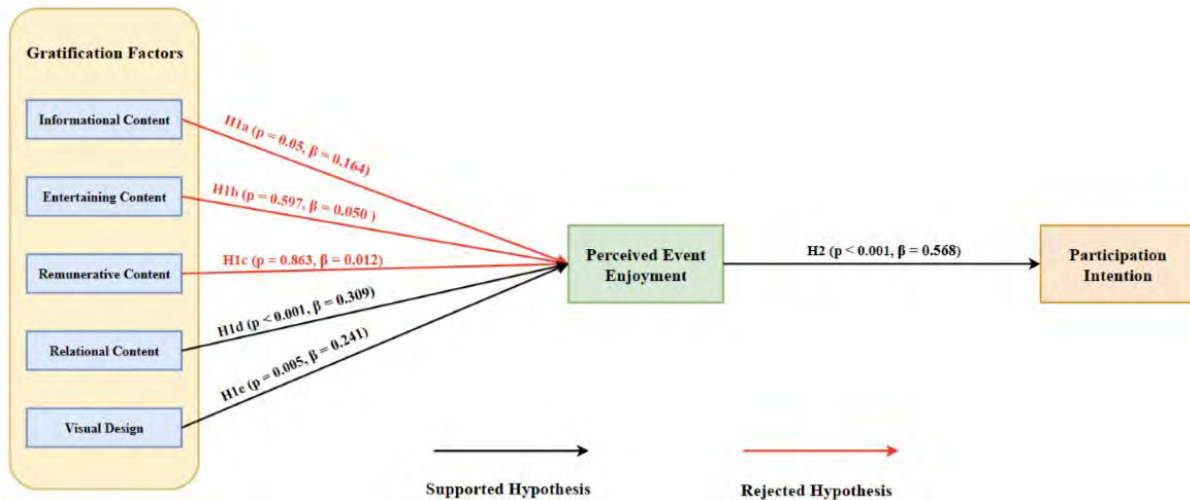 Gratification Factors
Informational Content
Entertaining Content
Remunerative Content
Relational Content
Visual Design
H1a (p = 0.05, β = 0.164)
H1b (p = 0.597, β = 0.050 )
H1c (p = 0.863, β = 0.012)
H1d (p < 0.001, β = 0.309)
H1e (p = 0.005, β = 0.241)
Perceived Event
Enjoyment
H2 (p < 0.001, β = 0.568)
Participation
Intention
Supported Hypothesis
Rejected Hypothesis